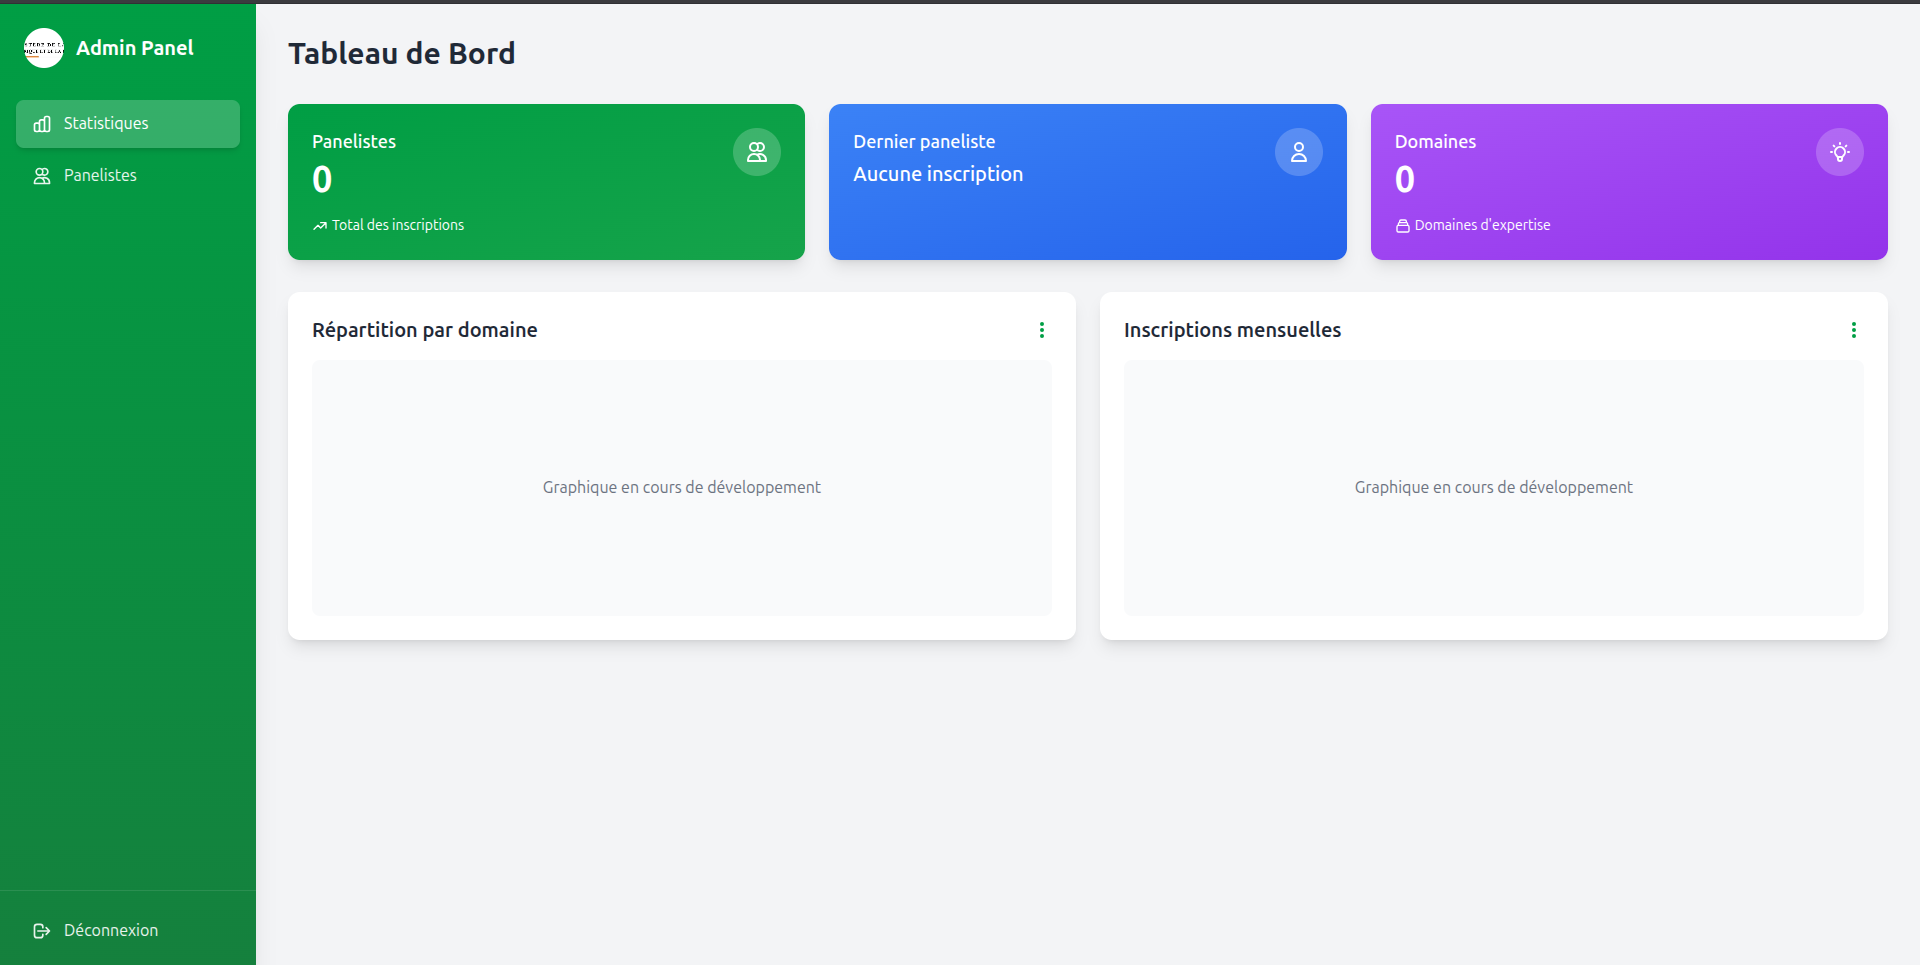 Admin Panel
Statistiques
Panelistes
Déconnexion
Tableau de Bord
Panelistes
0
Total des inscriptions
Dernier paneliste
Aucune inscription
Domaines
0
Domaines d'expertise
Répartition par domaine
Graphique en cours de développement
Inscriptions mensuelles
Graphique en cours de développement